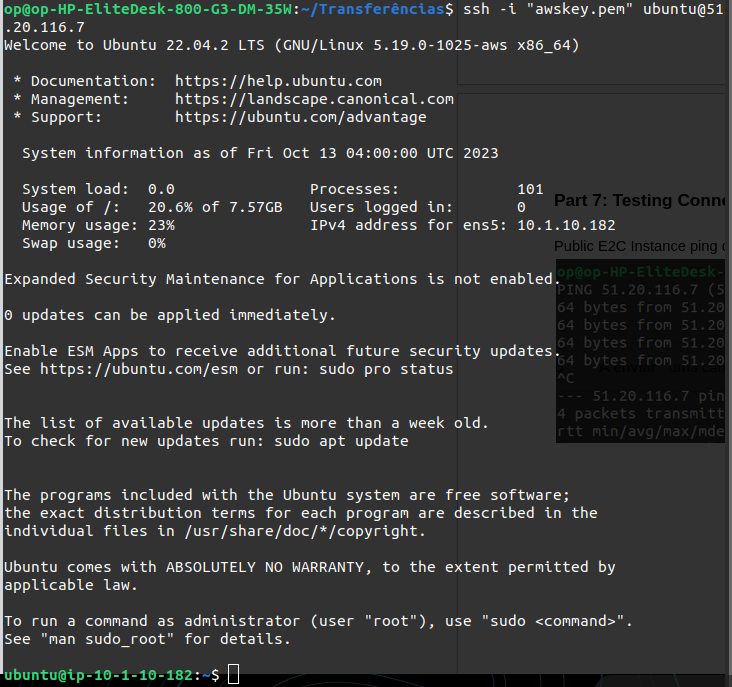 op@op-HP-EliteDesk-800-G3-DM-35W:~/Transferências$ ssh -i "awskey.pem" ubuntu@51
.20.116.7
Welcome to Ubuntu 22.04.2 LTS (GNU/Linux 5.19.0-1025-aws x86_64)
* Documentation:  https://help.ubuntu.com
* Management:     https://landscape.canonical.com
* Support:        https://ubuntu.com/advantage
System information as of Fri Oct 13 04:00:00 UTC 2023
System load:  0.0               Processes:             101
Usage of /:   20.6% of 7.57GB   Users logged in:       0
Memory usage: 23%               IPv4 address for ens5: 10.1.10.182
Swap usage:   0%
Expanded Security Maintenance for Applications is not enabled.
0 updates can be applied immediately.
Enable ESM Apps to receive additional future security updates.
See https://ubuntu.com/esm or run: sudo pro status
The list of available updates is more than a week old.
To check for new updates run: sudo apt update
The programs included with the Ubuntu system are free software;
the exact distribution terms for each program are described in the
individual files in /usr/share/doc/*/copyright.
Ubuntu comes with ABSOLUTELY NO WARRANTY, to the extent permitted by
applicable law.
To run a command as administrator (user "root"), use "sudo <command>".
See "man sudo_root" for details.
ubuntu@ip-10-1-10-182:~$
Part 7: Testing Conne
Public E2C Instance ping
op@op-HP-EliteDesk-
PING 51.20.116.7 (5
64 bytes from 51.20
64 bytes from 51.20
64 bytes from 51.20
64 bytes from 51.20
^C
--- 51.20.116.7 pin
4 packets transmitt
rtt min/avg/max/mde